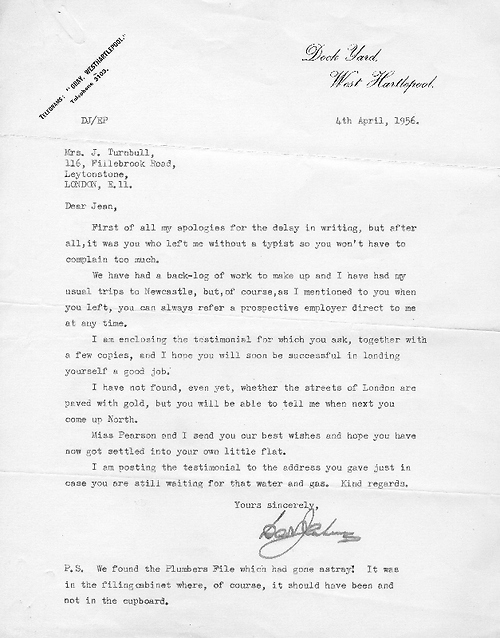 TELEGRAMS: "GRAY, WESTHARTLEPOOL."
Telephone 3105.
Dock Yard,
West Hartlepool.
DJ/EP
4th April, 1956.
Mrs. J. Turnbull,
116, Fillebrook Road,
Leytonstone,
LONDON, E.11.
Dear Jean,
First of all my apologies for the delay in writing, but after
all,it was you who left me without a typist so you won't have to
complain too much.
We have had a back-log of work to make up and I have had my
usual trips to Newcastle, but,of course,as I mentioned to you when
you left, you can always refer a prospective employer direct to me
at any time.
I am enclosing the testimonial for which you ask, together with
a few copies, and I hope you will soon be successful in landing
yourself a good job.
I have not found, even yet, whether the streets of London are
paved with gold, but you will be able to tell me when next you
come up North.
Miss Pearson and I send you our best wishes and hope you have
now got settled into your own little flat.
I am posting the testimonial to the address you gave just in
case you are still waiting for that water and gas. Kind regards.
Yours sincerely,
P.S. We found the Plumbers File which had gone astray! It was
in the filingcabinet where, of course, it should have been and
not in the cupboard.